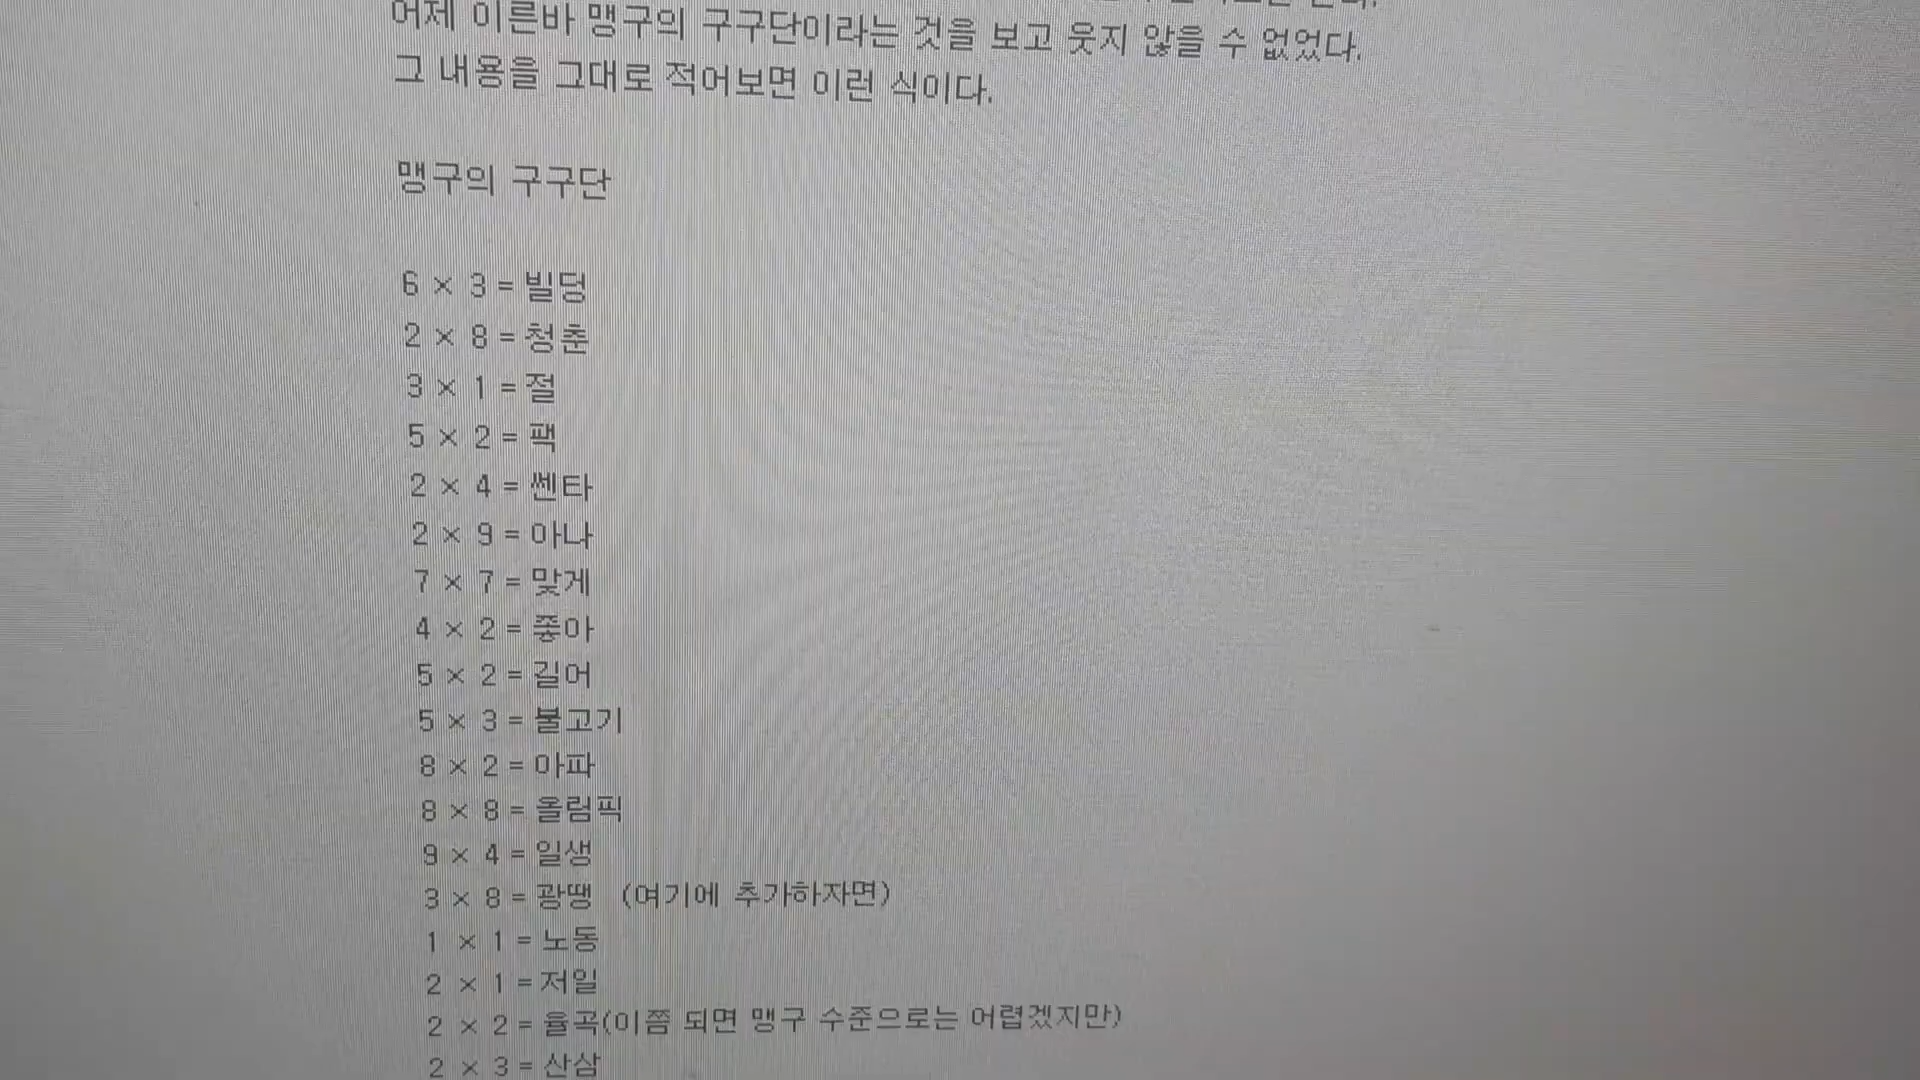 어제 이른바 맹구의 구구단이라는 것을 보고 웃지 않을 수 없었다.
그 내용을 그대로 적어보면 이런 식이다.
맹구의 구구단
6 × 3 = 빌딩
2 × 8 = 청춘
3 × 1 = 절
5 × 2 = 팩
2 × 4 = 쎈타
2 × 9 = 아나
7 × 7 = 맞게
4 × 2 = 좋아
5 × 2 = 길어
5 × 3 = 불고기
8 × 2 = 아파
8 × 8 = 올림픽
9 × 4 = 일생
3 × 8 = 광땡 (여기에 추가하자면)
1 × 1 = 노동
2 × 1 = 저일
2 × 2 = 율곡(이쯤 되면 맹구 수준으로는 어렵겠지만)
2 × 3 = 산삼